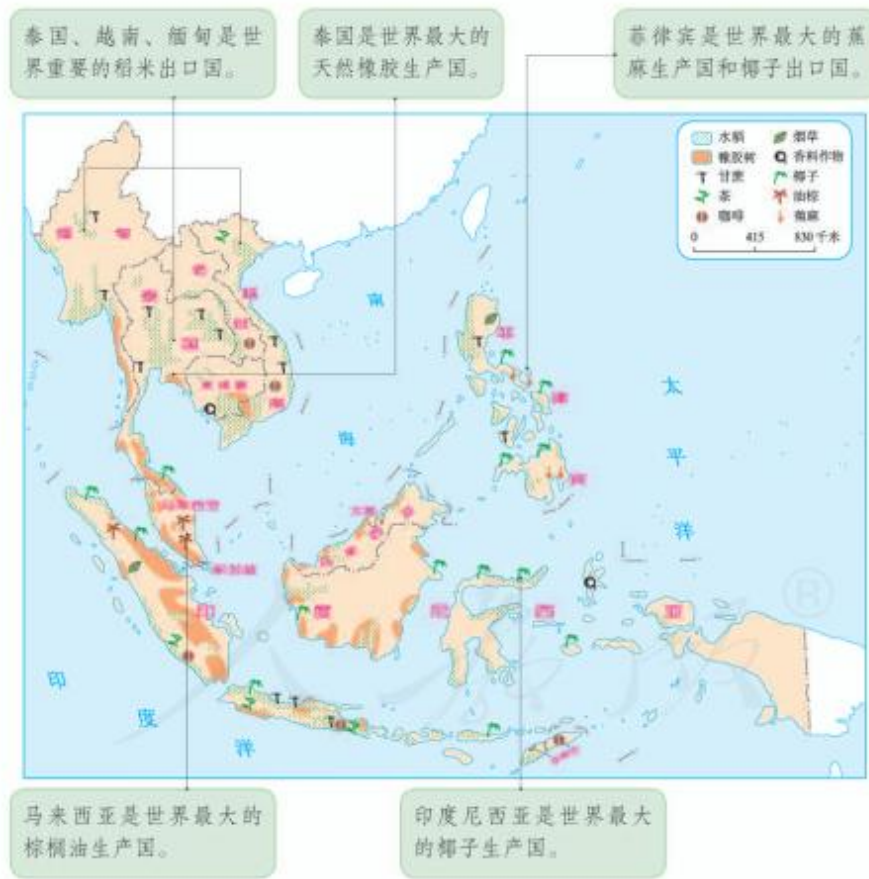 泰国、越南、缅甸是世
界重要的稻米出口国。
泰国是世界最大的
天然橡胶生产国。
菲律宾是世界最大的蕉
麻生产国和椰子出口国。
水稻
烟草
橡胶树
香料作物
甘蔗
椰子
茶
油棕
咖啡
蕉麻
0 415 830千米
缅甸
老
泰国
越南
柬埔寨
南海
菲律宾
太平洋
马来西亚
文莱
新加坡
印度尼西亚
印度洋
人教版
®
马来西亚是世界最大的
棕榈油生产国。
印度尼西亚是世界最大
的椰子生产国。